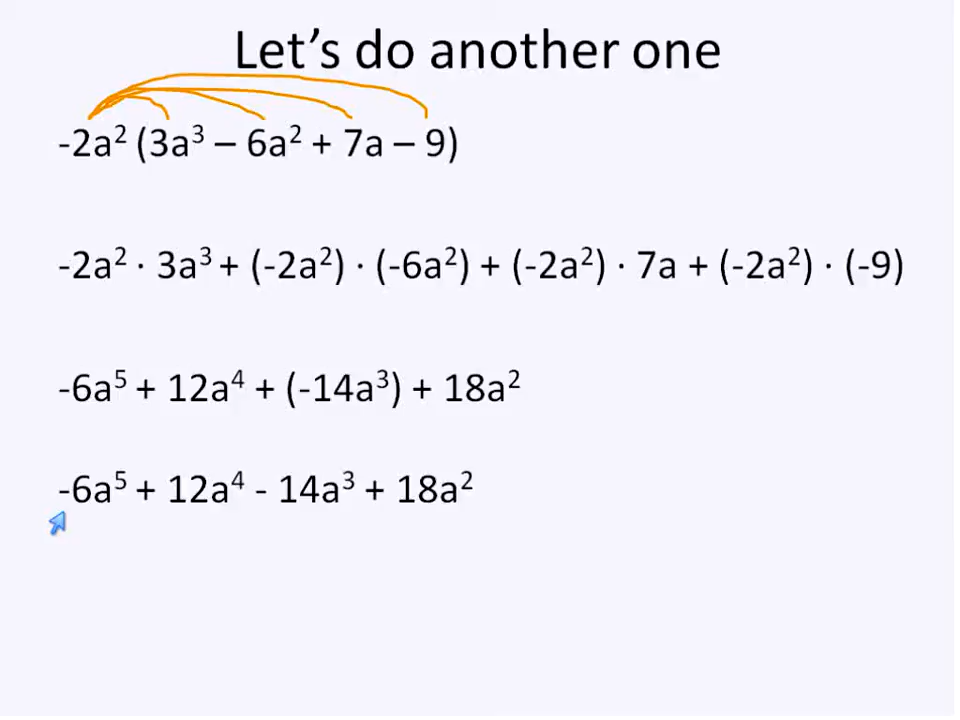 Let's do another one
-2a² (3a³ – 6a² + 7a – 9)
-2a² · 3a³ + (-2a²) · (-6a²) + (-2a²) · 7a + (-2a²) · (-9)
-6a⁵ + 12a⁴ + (-14a³) + 18a²
-6a⁵ + 12a⁴ - 14a³ + 18a²